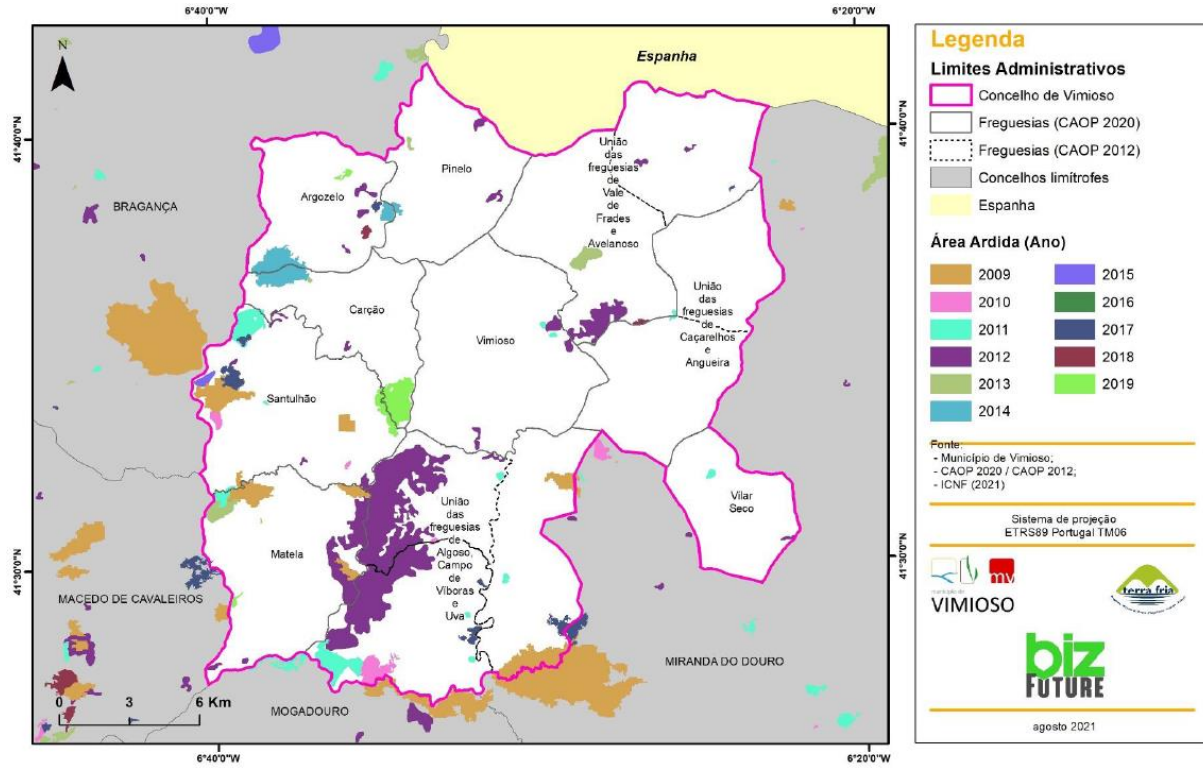 6°40'0"W
6°20'0"W
N
41°40'0"N
41°40'0"N
41°30'0"N
41°30'0"N
Espanha
Pinelo
União
das
freguesias
de
Vale
de
Frades
e
Avelanoso
Argozelo
BRAGANÇA
Carção
Vimioso
União
das
freguesias
de
Caçarelhos
e
Angueira
Santulhão
Vilar
Seco
União
das
freguesias
de
Algoso,
Campo
de
Víboras
e
Uva
Matela
MACEDO DE CAVALEIROS
MIRANDA DO DOURO
MOGADOURO
0 3 6 Km
6°40'0"W
6°20'0"W
Legenda
Limites Administrativos
Concelho de Vimioso
Freguesias (CAOP 2020)
Freguesias (CAOP 2012)
Concelhos limítrofes
Espanha
Área Ardida (Ano)
2009
2010
2011
2012
2013
2014
2015
2016
2017
2018
2019
Fonte:
- Município de Vimioso;
- CAOP 2020 / CAOP 2012;
- ICNF (2021)
Sistema de projeção
ETRS89 Portugal TM06
mv
município de
VIMIOSO
terra fria
biz
FUTURE
agosto 2021